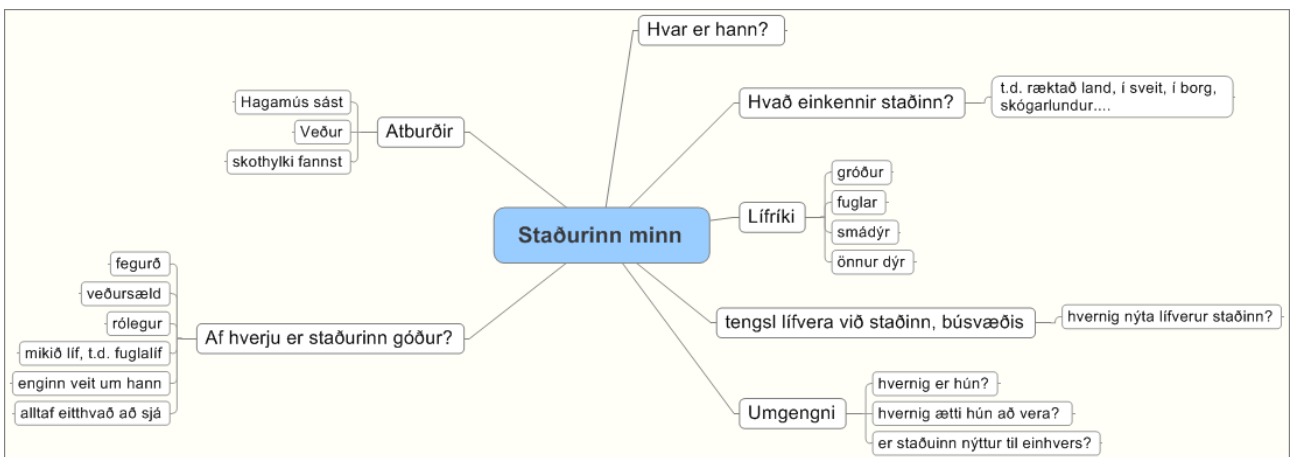 Staðurinn minn
Hvar er hann?
Hvað einkennir staðinn?
t.d. ræktað land, í sveit, í borg,
skógarlundur....
Lífríki
gróður
fuglar
smádýr
önnur dýr
tengsl lífvera við staðinn, búsvæðis
hvernig nýta lífverur staðinn?
Umgengni
hvernig er hún?
hvernig ætti hún að vera?
er staðuinn nýttur til einhvers?
Atburðir
Hagamús sást
Veður
skothylki fannst
Af hverju er staðurinn góður?
fegurð
veðursæld
rólegur
mikið líf, t.d. fuglalíf
enginn veit um hann
alltaf eitthvað að sjá